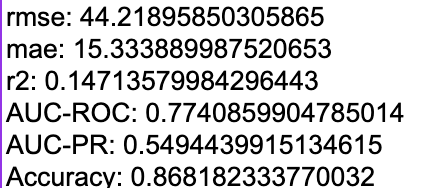 rmse: 44.21895850305865
mae: 15.333889987520653
r2: 0.14713579984296443
AUC-ROC: 0.7740859904785014
AUC-PR: 0.5494439915134615
Accuracy: 0.868182333770032